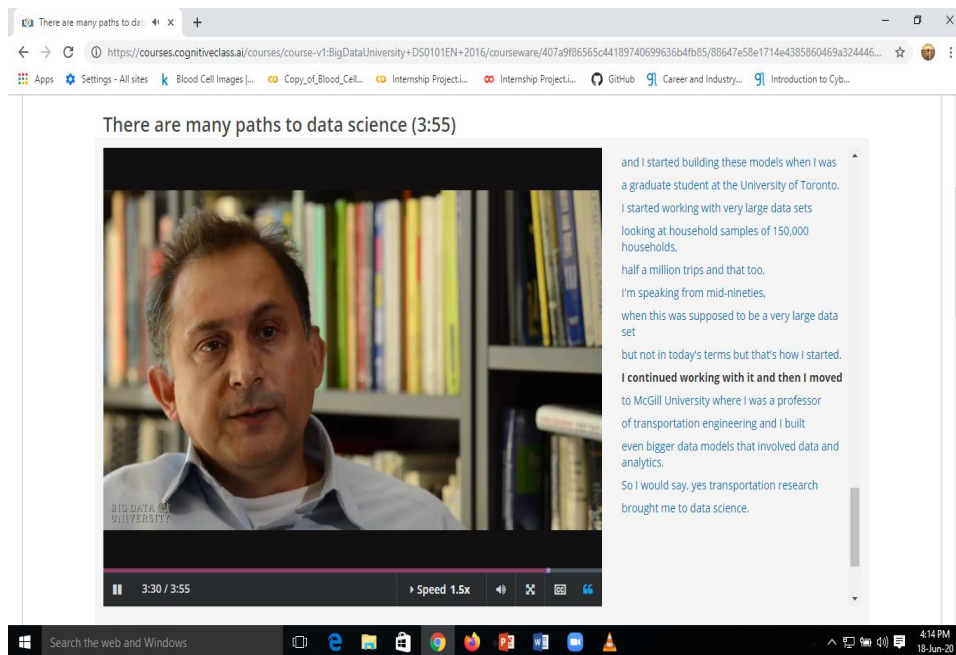 There are many paths to dat
https://courses.cognitiveclass.ai/courses/course-v1:BigDataUniversity+DS0101EN+2016/courseware/407a9f86565c44189740699636b4fb85/88647e58e1714e4385860469a324446...
Apps Settings - All sites Blood Cell Images |... Copy_of_Blood_Cell... Internship Project.i... Internship Project.i... GitHub Career and Industry... Introduction to Cyb...
There are many paths to data science (3:55)
and I started building these models when I was
a graduate student at the University of Toronto.
I started working with very large data sets
looking at household samples of 150,000
households,
half a million trips and that too,
I'm speaking from mid-nineties,
when this was supposed to be a very large data
set
but not in today's terms but that's how I started.
I continued working with it and then I moved
to McGill University where I was a professor
of transportation engineering and I built
even bigger data models that involved data and
analytics.
So I would say, yes transportation research
brought me to data science.
BIG DATA
UNIVERSITY
3:30 / 3:55 Speed 1.5x
Search the web and Windows
4:14 PM
18-Jun-20